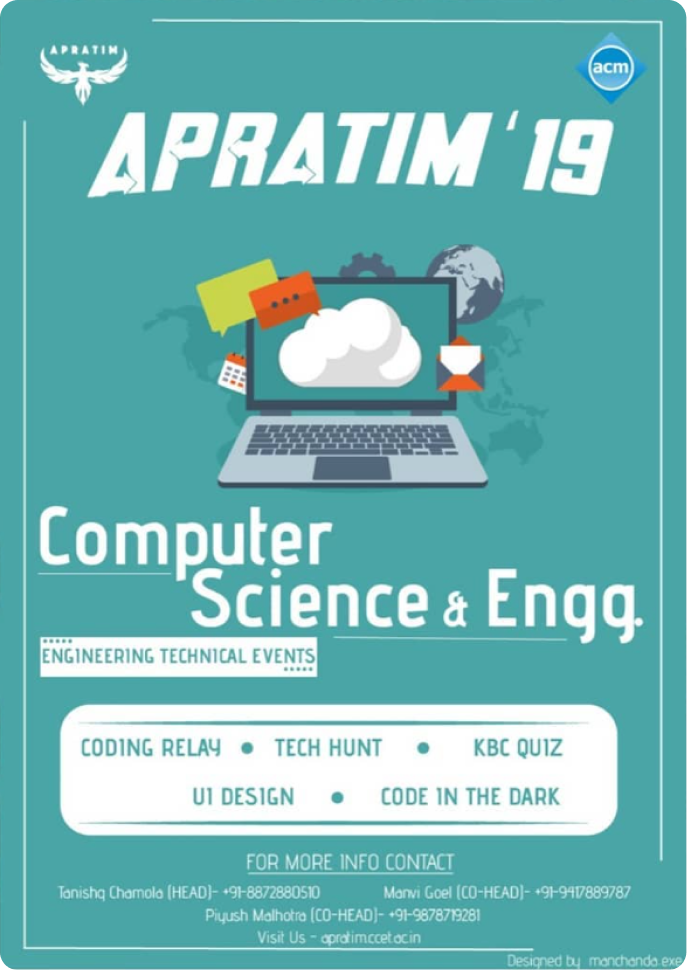 APRATIM
acm
APRATIM '19
Computer
Science & Engg.
ENGINEERING TECHNICAL EVENTS
CODING RELAY ● TECH HUNT ● KBC QUIZ
UI DESIGN ● CODE IN THE DARK
FOR MORE INFO CONTACT
Tanishq Chamola (HEAD)- +91-8872880510 Manvi Goel (CO-HEAD)- +91-9417889787
Piyush Malhotra (CO-HEAD)- +91-9878719281
Visit Us - apratim.ccet.ac.in
Designed by manchanda.exe